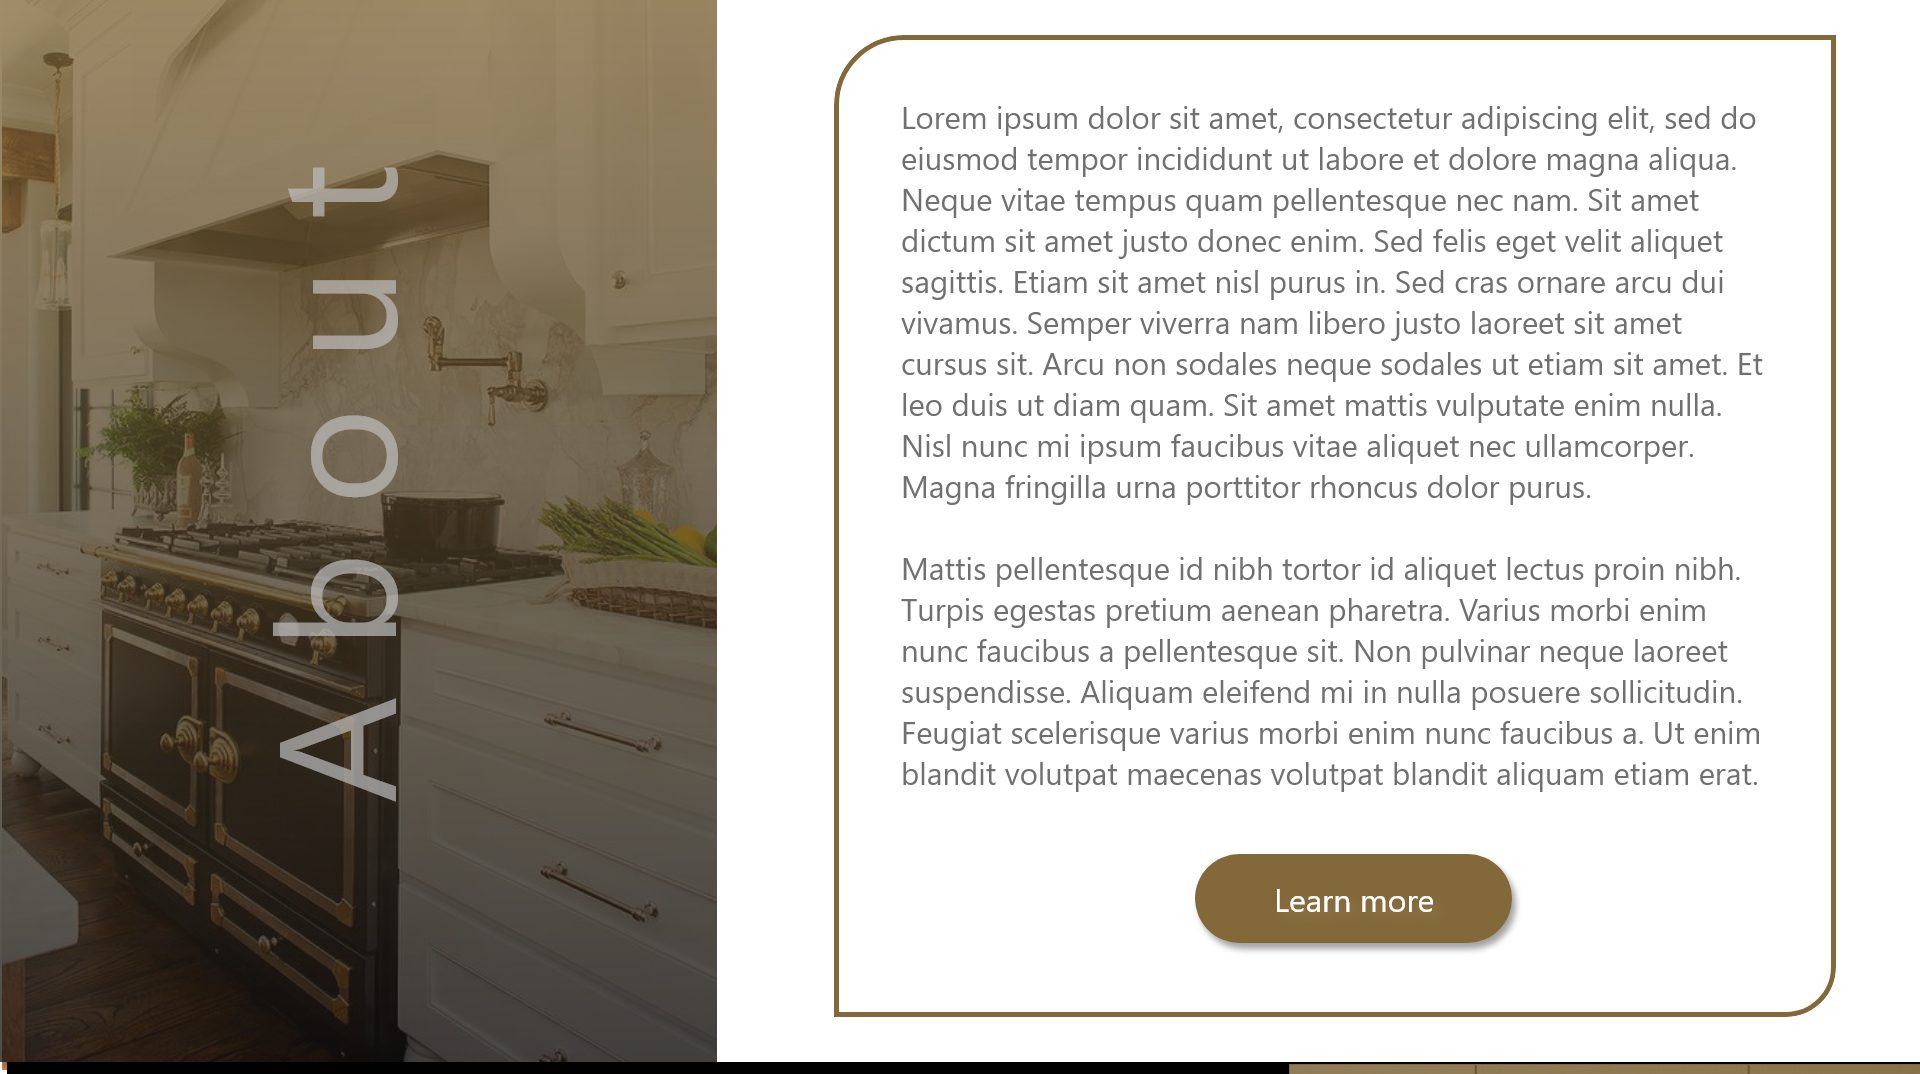 About
Lorem ipsum dolor sit amet, consectetur adipiscing elit, sed do
eiusmod tempor incididunt ut labore et dolore magna aliqua.
Neque vitae tempus quam pellentesque nec nam. Sit amet
dictum sit amet justo donec enim. Sed felis eget velit aliquet
sagittis. Etiam sit amet nisl purus in. Sed cras ornare arcu dui
vivamus. Semper viverra nam libero justo laoreet sit amet
cursus sit. Arcu non sodales neque sodales ut etiam sit amet. Et
leo duis ut diam quam. Sit amet mattis vulputate enim nulla.
Nisl nunc mi ipsum faucibus vitae aliquet nec ullamcorper.
Magna fringilla urna porttitor rhoncus dolor purus.
Mattis pellentesque id nibh tortor id aliquet lectus proin nibh.
Turpis egestas pretium aenean pharetra. Varius morbi enim
nunc faucibus a pellentesque sit. Non pulvinar neque laoreet
suspendisse. Aliquam eleifend mi in nulla posuere sollicitudin.
Feugiat scelerisque varius morbi enim nunc faucibus a. Ut enim
blandit volutpat maecenas volutpat blandit aliquam etiam erat.
Learn more